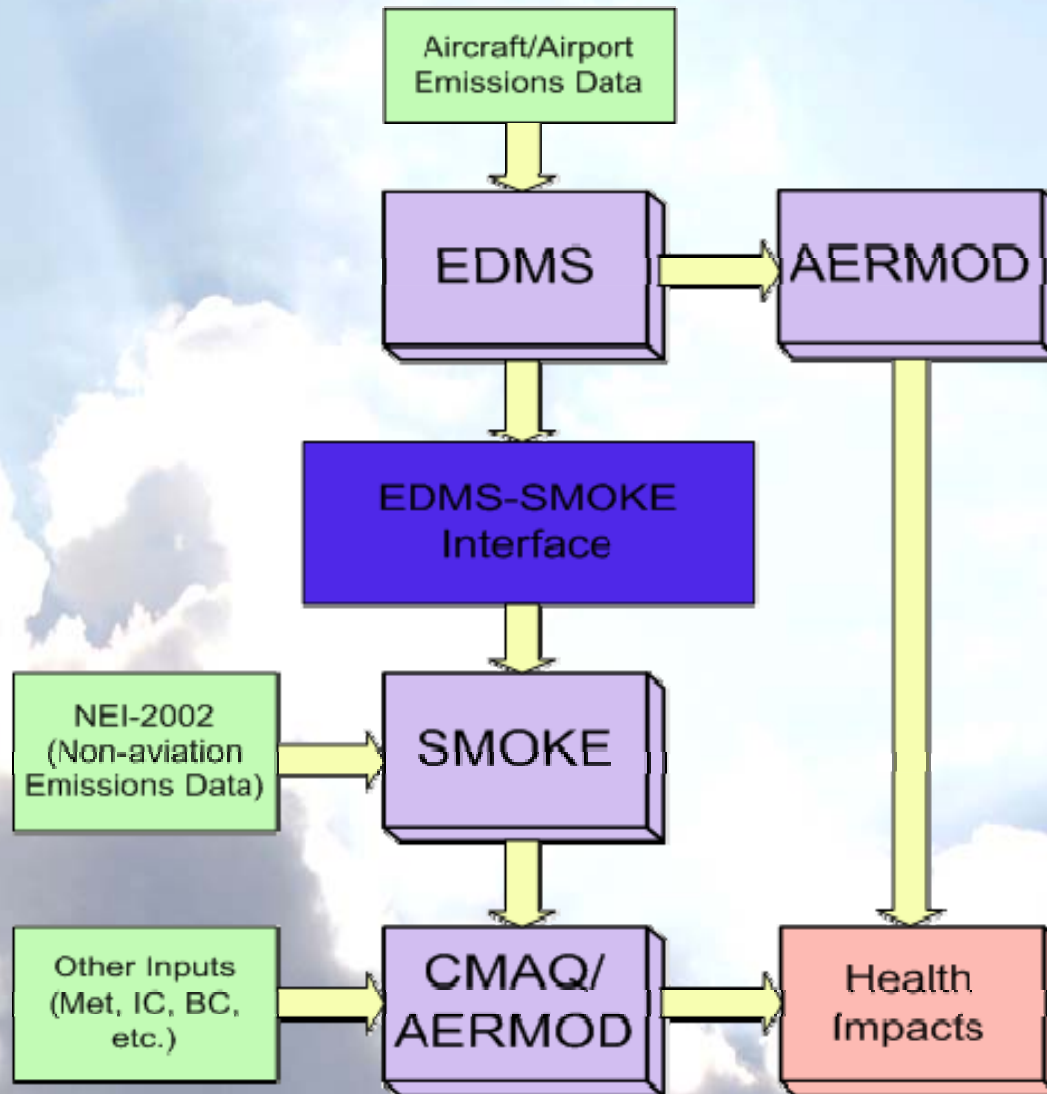 Aircraft/Airport
Emissions Data
EDMS
AERMOD
EDMS-SMOKE
Interface
NEI-2002
(Non-aviation
Emissions Data)
SMOKE
Other Inputs
(Met, IC, BC,
etc.)
CMAQ/
AERMOD
Health
Impacts